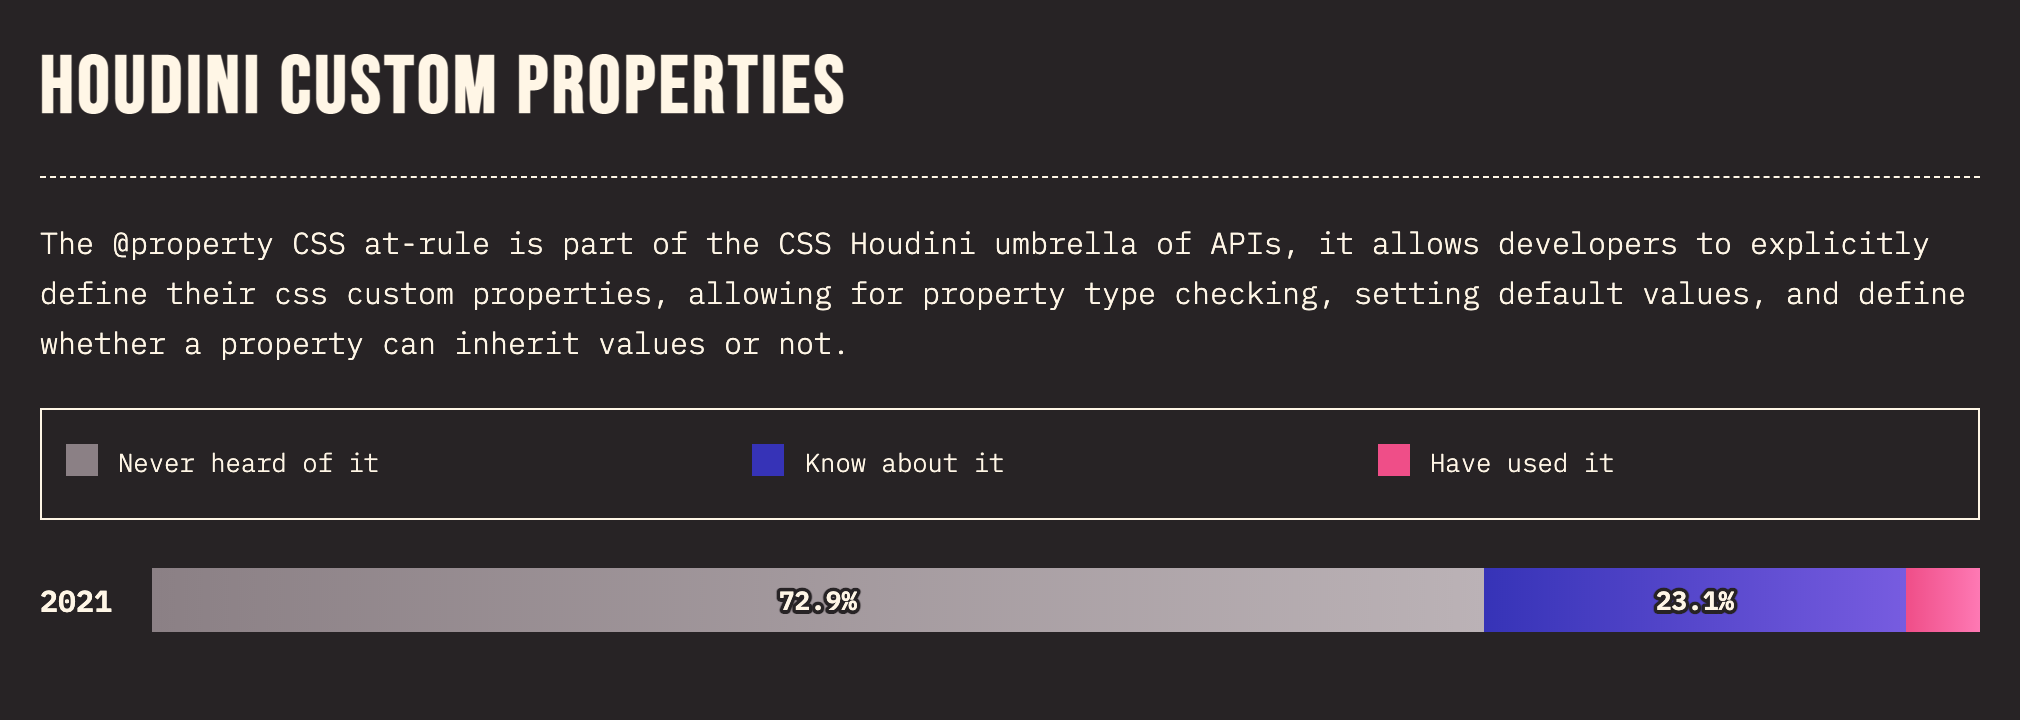 HOUDINI CUSTOM PROPERTIES
The @property CSS at-rule is part of the CSS Houdini umbrella of APIs, it allows developers to explicitly
define their css custom properties, allowing for property type checking, setting default values, and define
whether a property can inherit values or not.
Never heard of it Know about it Have used it
2021 72.9% 23.1%